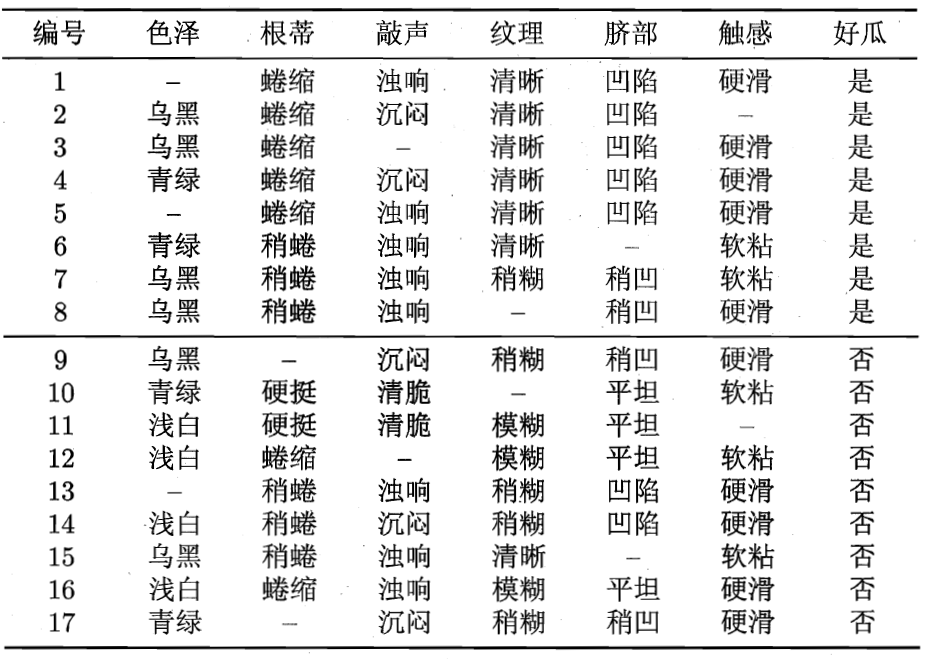 编号 色泽 根蒂 敲声 纹理 脐部 触感 好瓜
1 – 蜷缩 浊响 清晰 凹陷 硬滑 是
2 乌黑 蜷缩 沉闷 清晰 凹陷 – 是
3 乌黑 蜷缩 – 清晰 凹陷 硬滑 是
4 青绿 蜷缩 沉闷 清晰 凹陷 硬滑 是
5 – 蜷缩 浊响 清晰 凹陷 硬滑 是
6 青绿 稍蜷 浊响 清晰 – 软粘 是
7 乌黑 稍蜷 浊响 稍糊 稍凹 软粘 是
8 乌黑 稍蜷 浊响 – 稍凹 硬滑 是
9 乌黑 – 沉闷 稍糊 稍凹 硬滑 否
10 青绿 硬挺 清脆 – 平坦 软粘 否
11 浅白 硬挺 清脆 模糊 平坦 – 否
12 浅白 蜷缩 – 模糊 平坦 软粘 否
13 – 稍蜷 浊响 稍糊 凹陷 硬滑 否
14 浅白 稍蜷 沉闷 稍糊 凹陷 硬滑 否
15 乌黑 稍蜷 浊响 清晰 – 软粘 否
16 浅白 蜷缩 浊响 模糊 平坦 硬滑 否
17 青绿 – 沉闷 稍糊 稍凹 硬滑 否